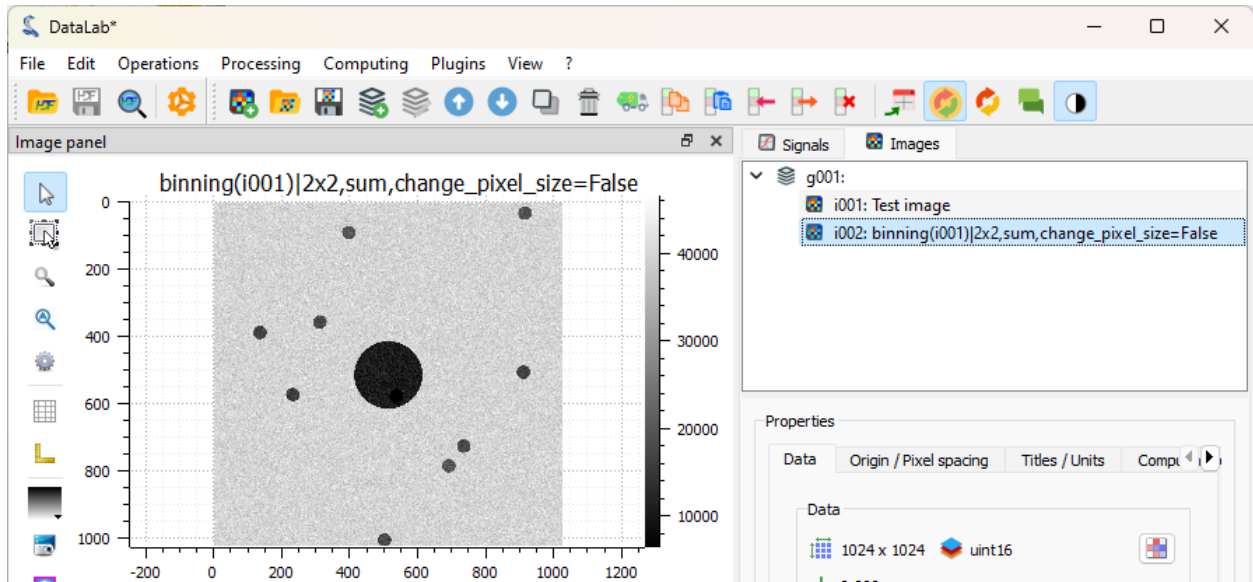 DataLab*
File Edit Operations Processing Computing Plugins View ?
Image panel
Signals Images
binning(i001)|2x2,sum,change_pixel_size=False
g001:
i001: Test image
i002: binning(i001)|2x2,sum,change_pixel_size=False
0
200
400
600
800
1000
-200 0 200 400 600 800 1000 1200
40000
30000
20000
10000
Properties
Data Origin / Pixel spacing Titles / Units
Data
1024 x 1024 uint16